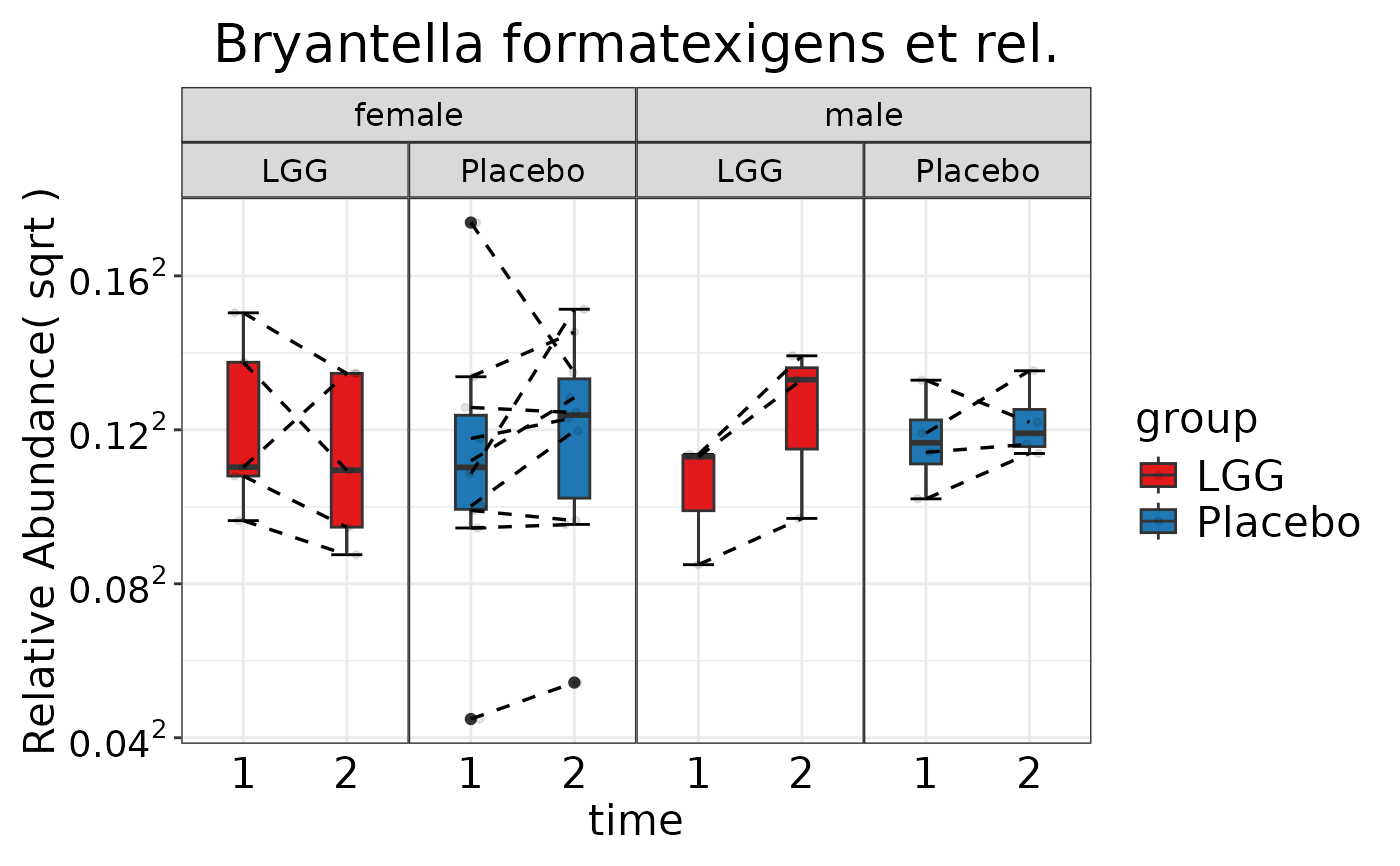 Bryantella formatexigens et rel.
female male
LGG Placebo LGG Placebo
Relative Abundance( sqrt )
0.16²
0.12²
0.08²
0.04²
1 2 1 2 1 2 1 2
time
group
LGG
Placebo